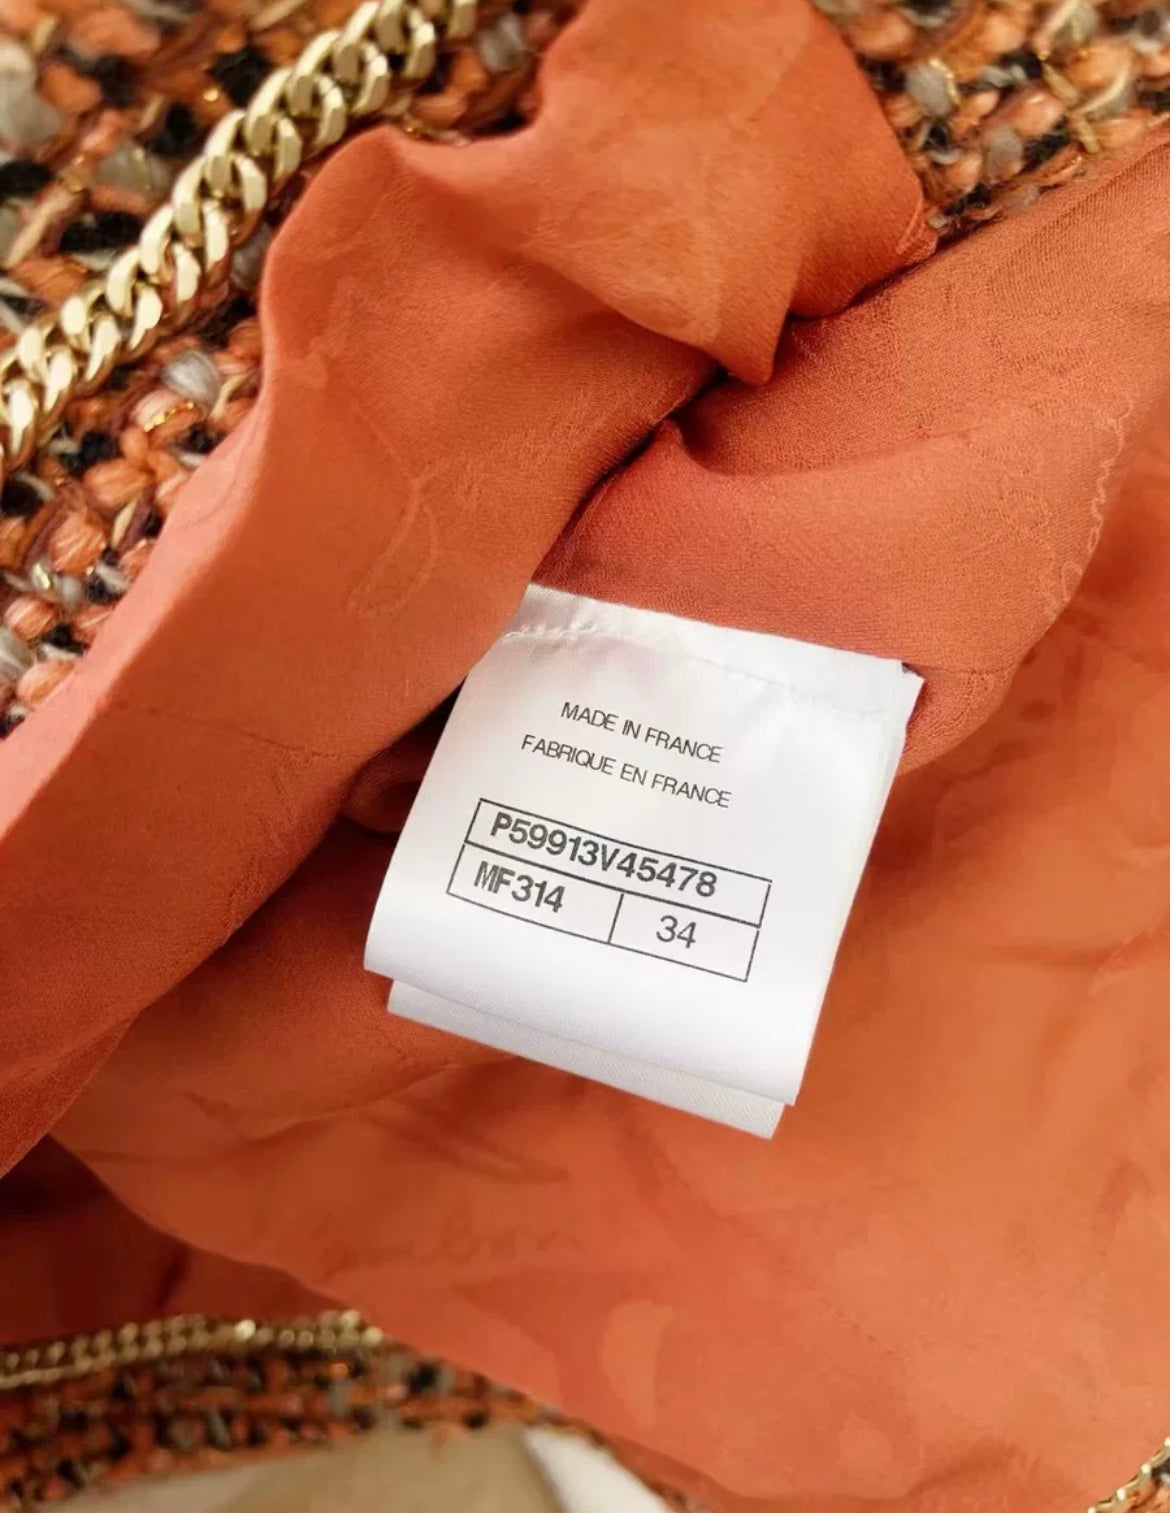 MADE IN FRANCE
FABRIQUE EN FRANCE
P59913V45478
MF314 34